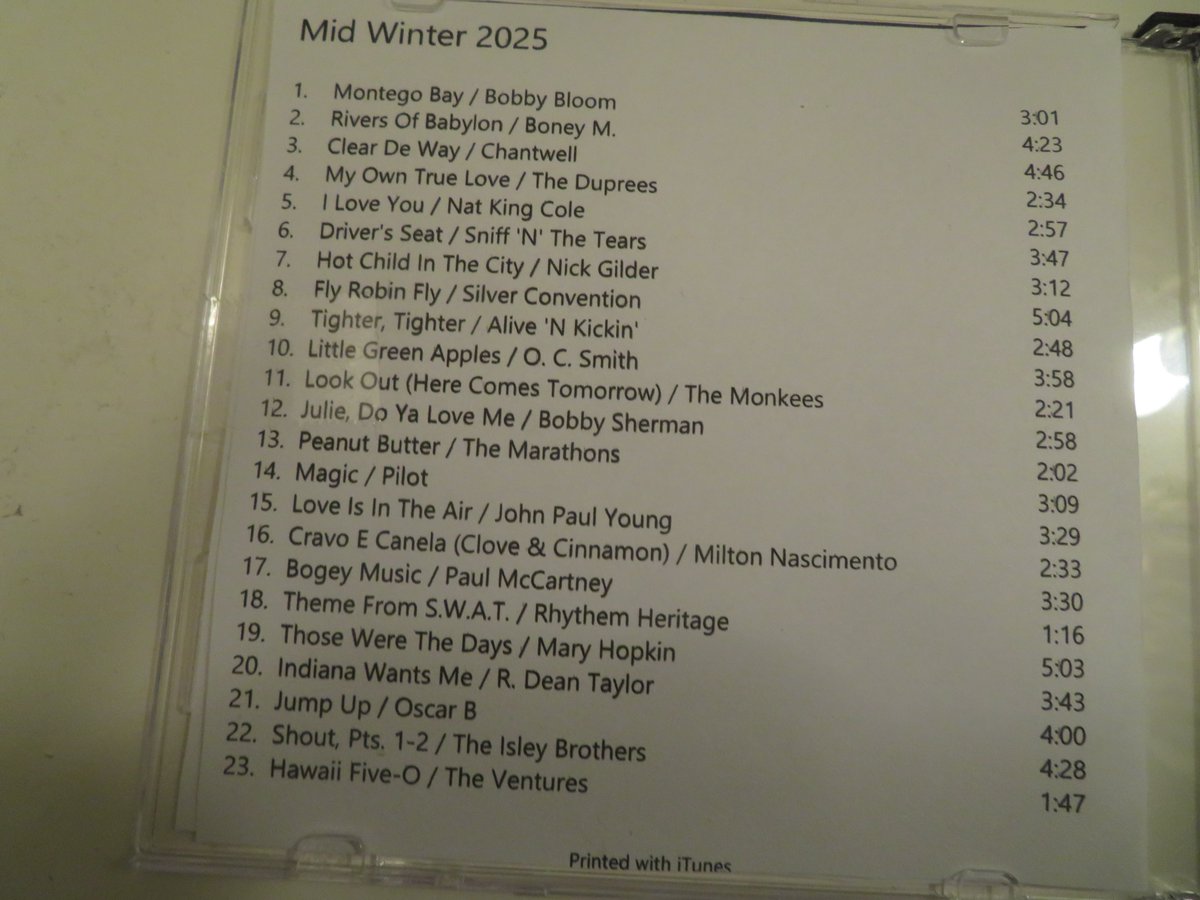 Mid Winter 2025
1. Montego Bay / Bobby Bloom 3:01
2. Rivers Of Babylon / Boney M. 4:23
3. Clear De Way / Chantwell 4:46
4. My Own True Love / The Duprees 2:34
5. I Love You / Nat King Cole 2:57
6. Driver's Seat / Sniff 'N' The Tears 3:47
7. Hot Child In The City / Nick Gilder 3:12
8. Fly Robin Fly / Silver Convention 5:04
9. Tighter, Tighter / Alive 'N Kickin' 2:48
10. Little Green Apples / O. C. Smith 3:58
11. Look Out (Here Comes Tomorrow) / The Monkees 2:21
12. Julie, Do Ya Love Me / Bobby Sherman 2:58
13. Peanut Butter / The Marathons 2:02
14. Magic / Pilot 3:09
15. Love Is In The Air / John Paul Young 3:29
16. Cravo E Canela (Clove & Cinnamon) / Milton Nascimento 2:33
17. Bogey Music / Paul McCartney 3:30
18. Theme From S.W.A.T. / Rhythem Heritage 1:16
19. Those Were The Days / Mary Hopkin 5:03
20. Indiana Wants Me / R. Dean Taylor 3:43
21. Jump Up / Oscar B 4:00
22. Shout, Pts. 1-2 / The Isley Brothers 4:28
23. Hawaii Five-O / The Ventures 1:47
Printed with iTunes